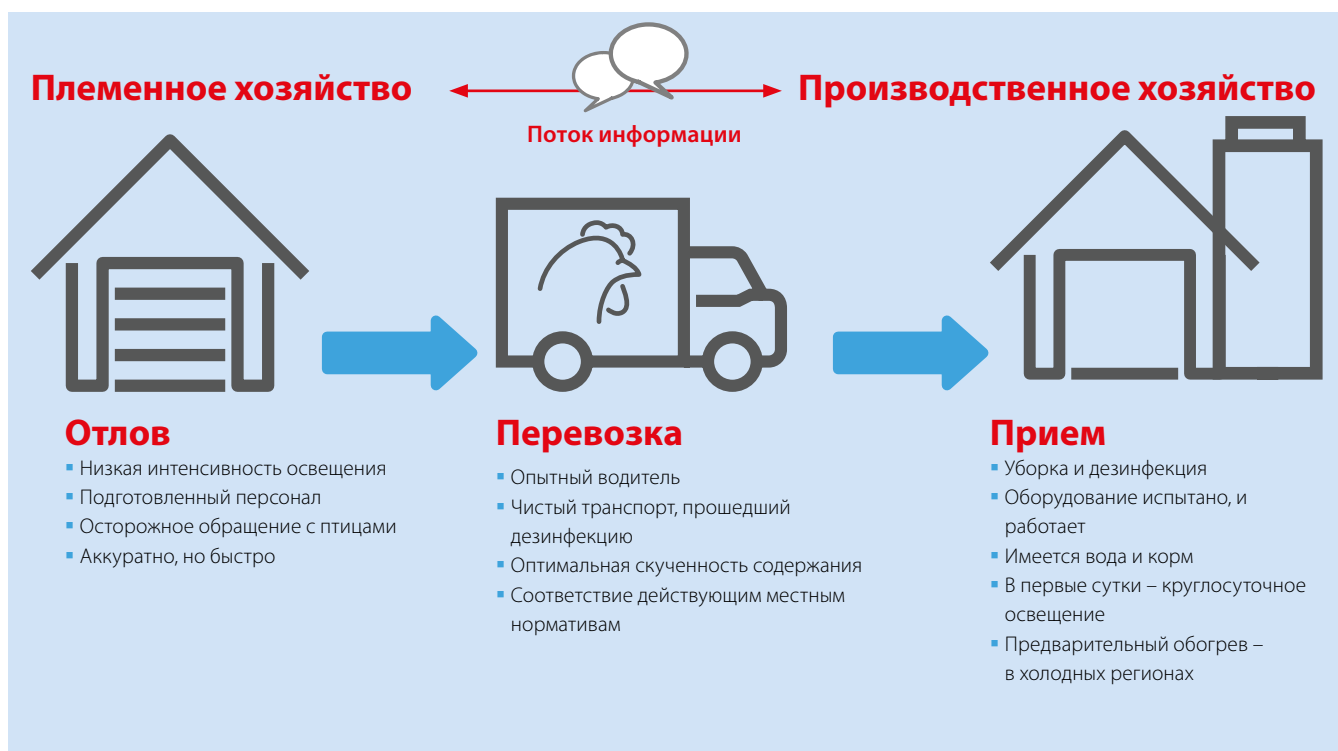 Племенное хозяйство
Производственное хозяйство
Поток информации
Отлов
▪ Низкая интенсивность освещения
▪ Подготовленный персонал
▪ Осторожное обращение с птицами
▪ Аккуратно, но быстро
Перевозка
▪ Опытный водитель
▪ Чистый транспорт, прошедший
дезинфекцию
▪ Оптимальная скученность содержания
▪ Соответствие действующим местным
нормативам
Прием
▪ Уборка и дезинфекция
▪ Оборудование испытано, и
работает
▪ Имеется вода и корм
▪ В первые сутки – круглосуточное
освещение
▪ Предварительный обогрев –
в холодных регионах